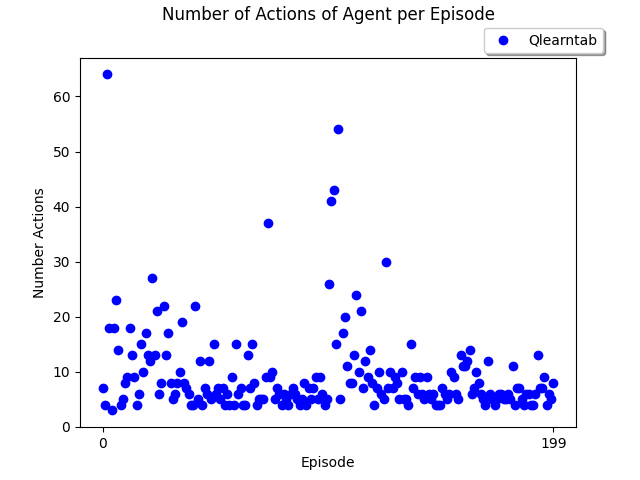 Number of Actions of Agent per Episode
Qlearntab
60
50
40
30
20
10
0
Number Actions
0
199
Episode